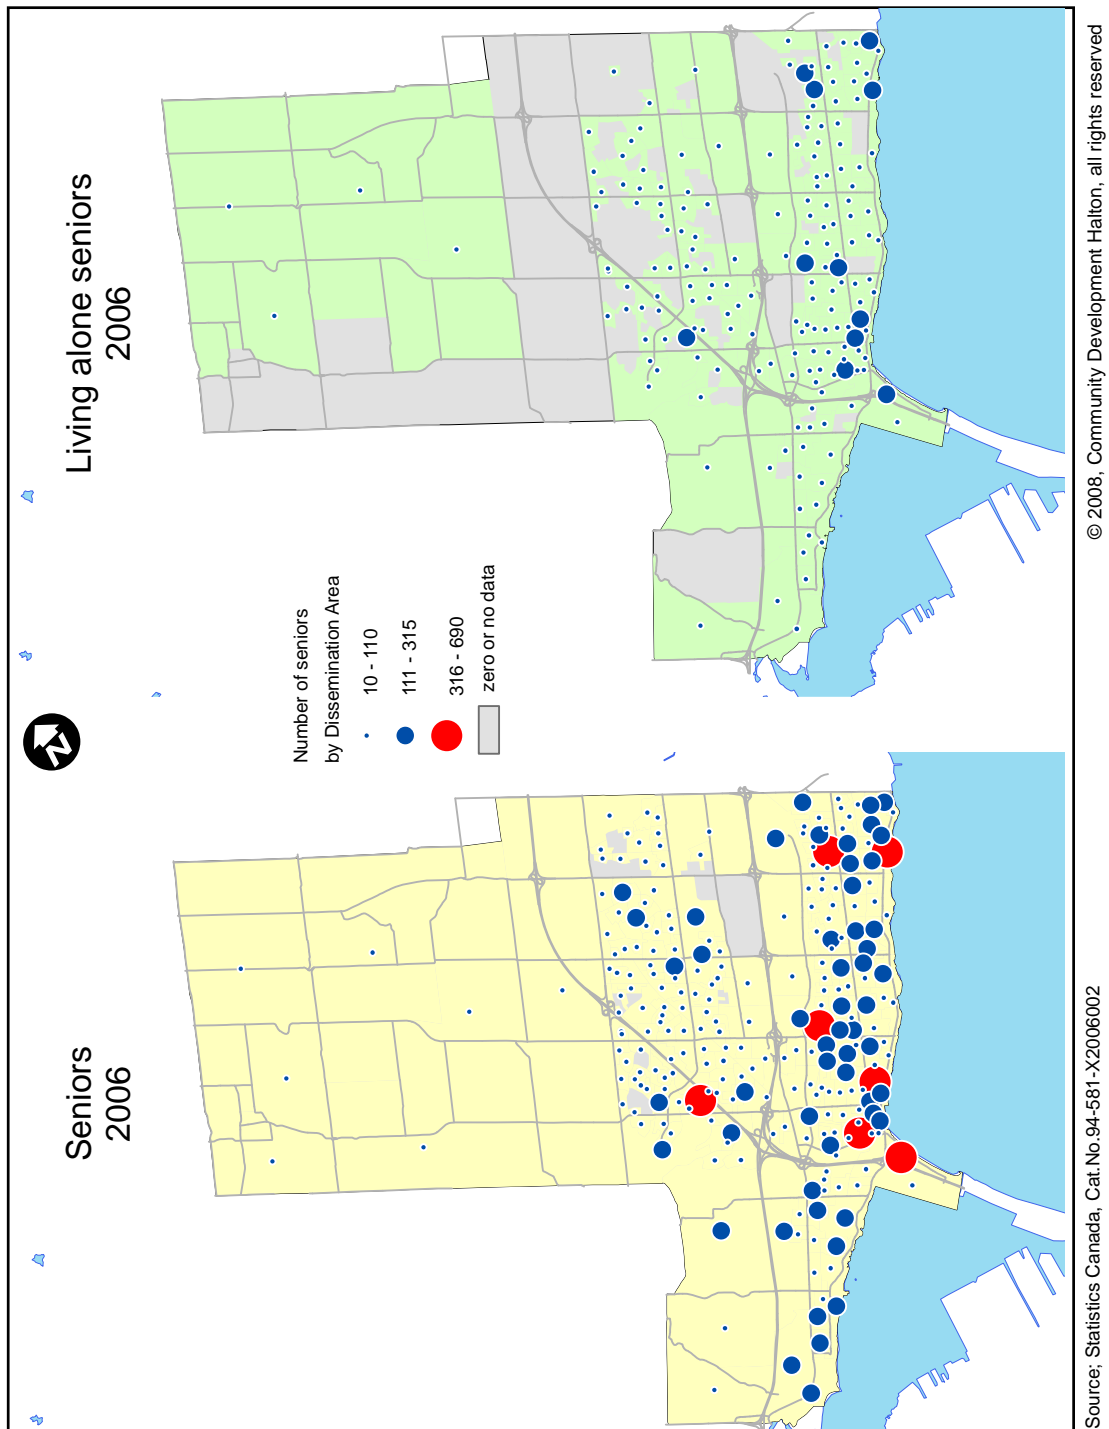 Seniors
2006
Living alone seniors
2006
N
Number of seniors
by Dissemination Area
10 - 110
111 - 315
316 - 690
zero or no data
Source; Statistics Canada, Cat.No.94-581-X2006002
© 2008, Community Development Halton, all rights reserved